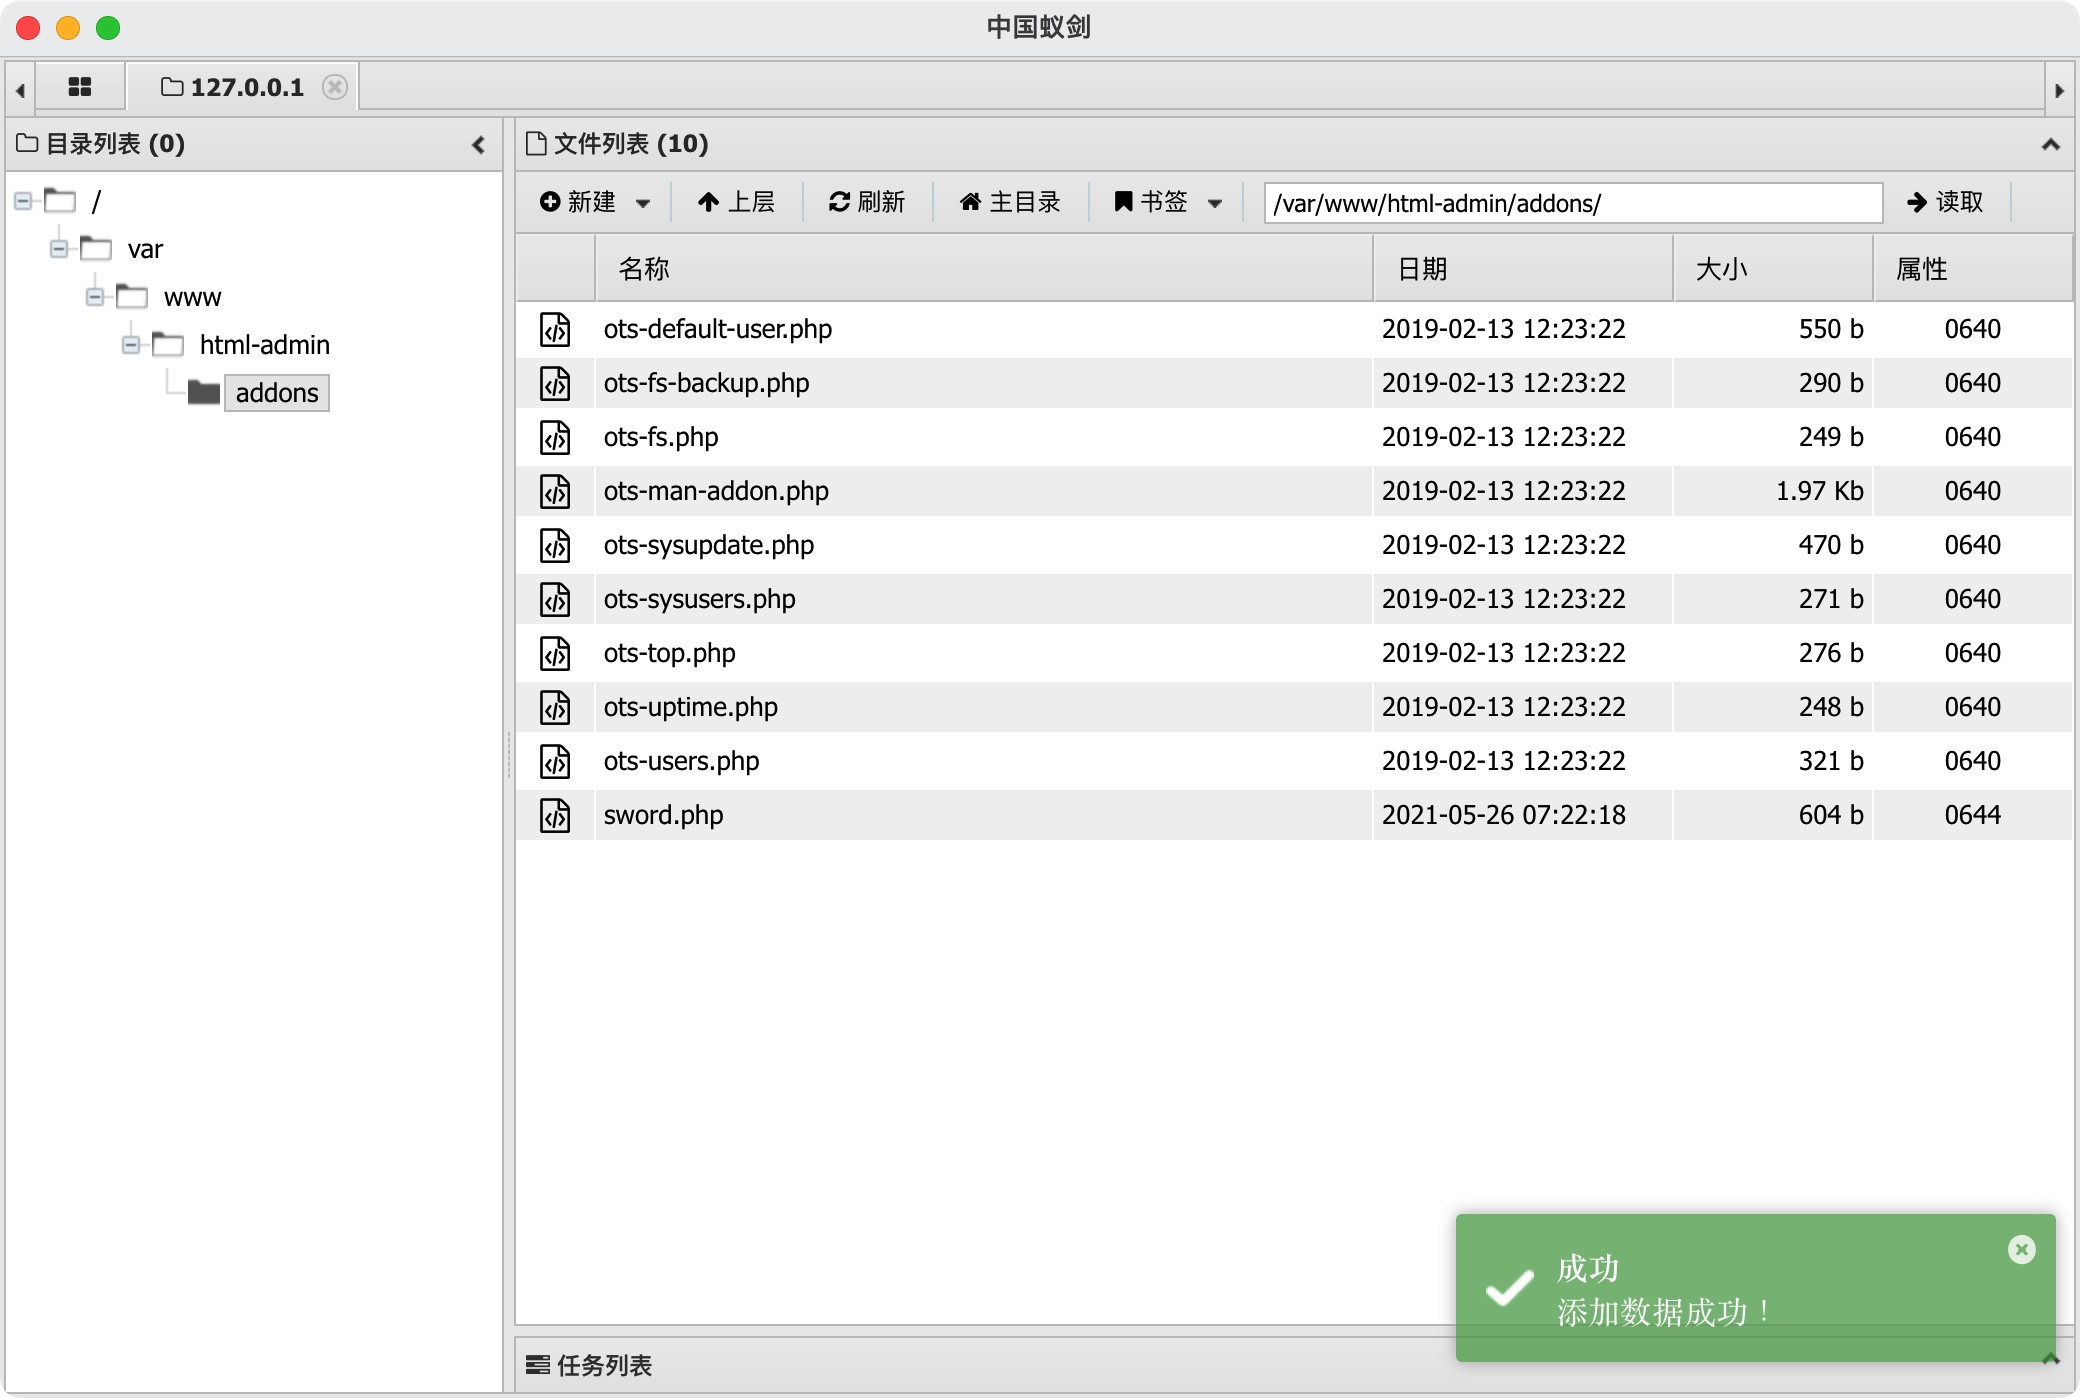 中国蚁剑
127.0.0.1
目录列表 (0)
/
var
www
html-admin
addons
文件列表 (10)
新建 上层 刷新 主目录 书签 /var/www/html-admin/addons/ 读取
名称 日期 大小 属性
ots-default-user.php 2019-02-13 12:23:22 550 b 0640
ots-fs-backup.php 2019-02-13 12:23:22 290 b 0640
ots-fs.php 2019-02-13 12:23:22 249 b 0640
ots-man-addon.php 2019-02-13 12:23:22 1.97 Kb 0640
ots-sysupdate.php 2019-02-13 12:23:22 470 b 0640
ots-sysusers.php 2019-02-13 12:23:22 271 b 0640
ots-top.php 2019-02-13 12:23:22 276 b 0640
ots-uptime.php 2019-02-13 12:23:22 248 b 0640
ots-users.php 2019-02-13 12:23:22 321 b 0640
sword.php 2021-05-26 07:22:18 604 b 0644
成功
添加数据成功！
任务列表